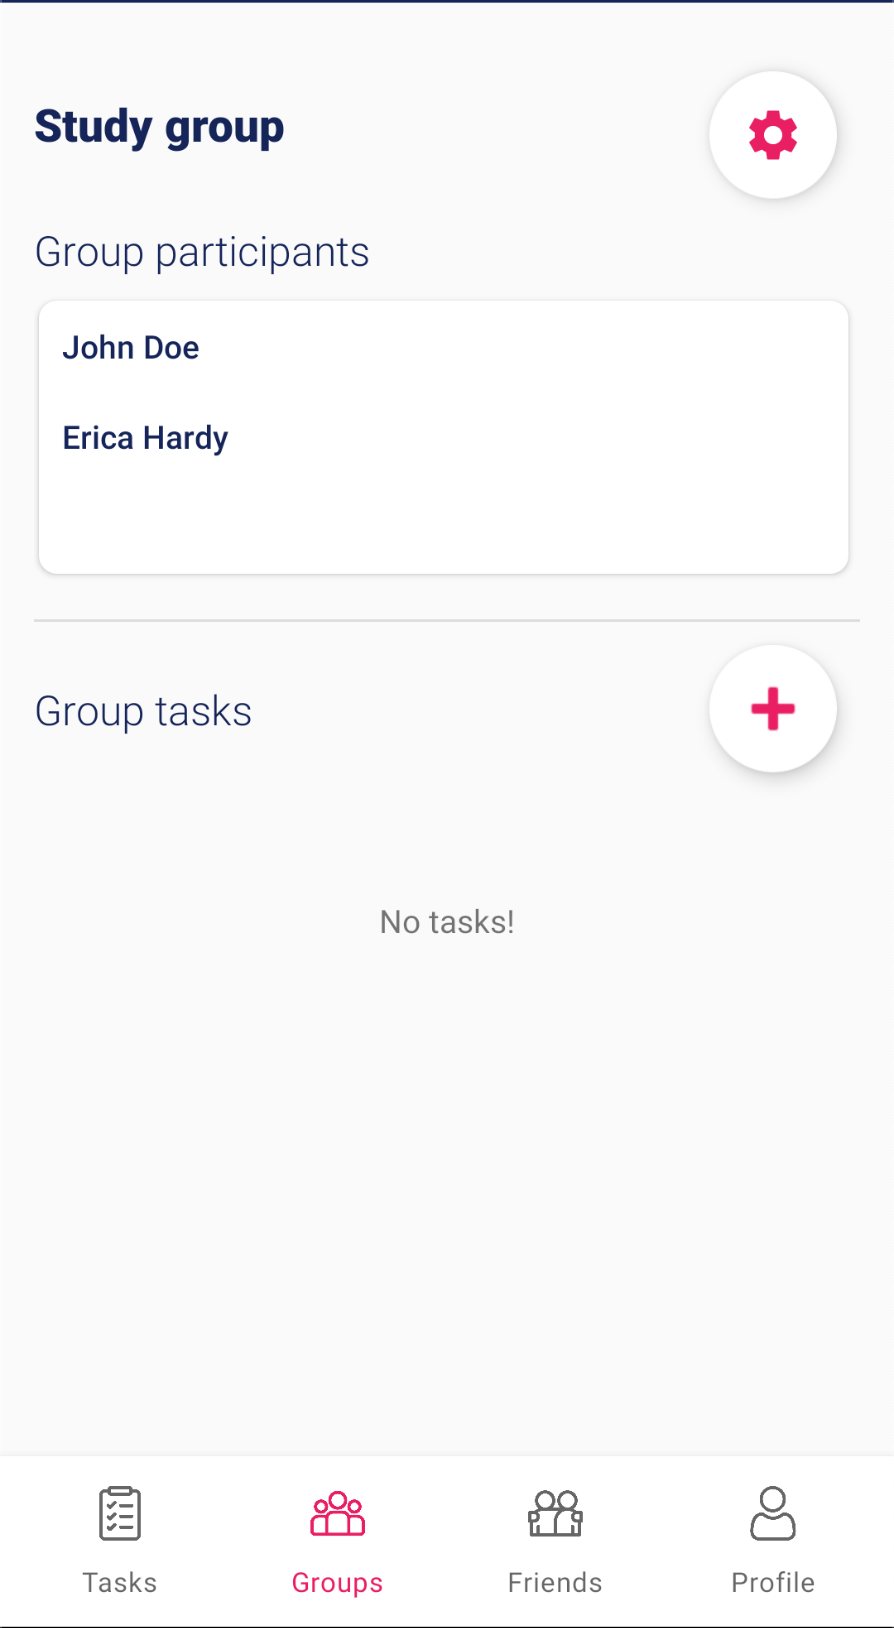 Study group
Group participants
John Doe
Erica Hardy
Group tasks
No tasks!
Tasks
Groups
Friends
Profile